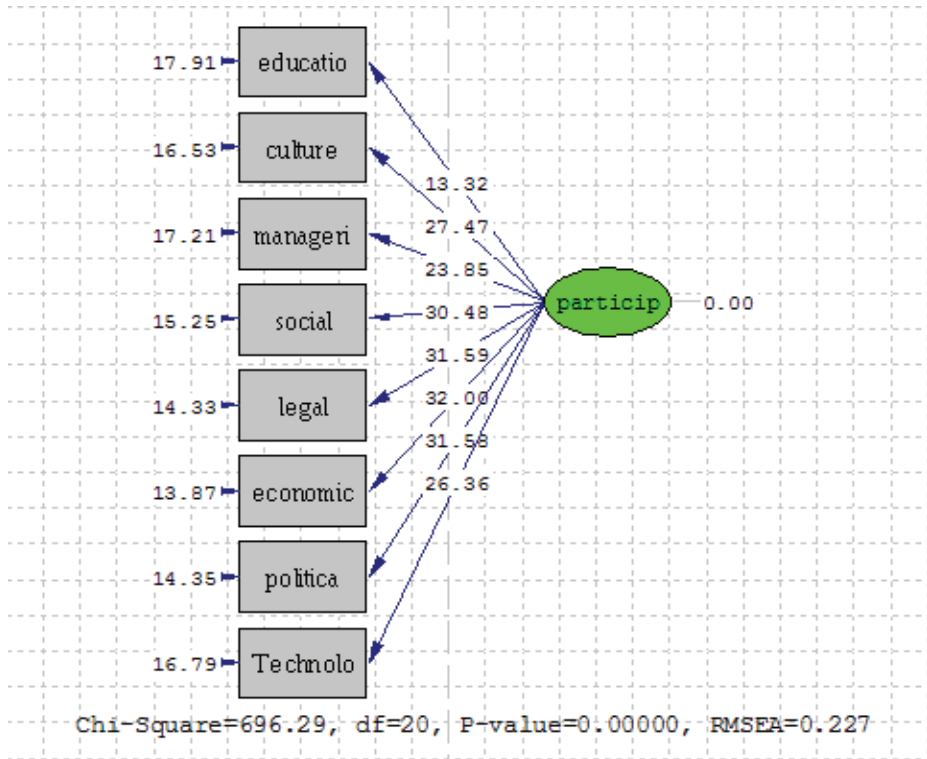 17.91 educatio
16.53 culture
13.32
27.47
17.21 manageri
23.85
particip 0.00
15.25 social
30.48
31.59
14.33 legal
32.00
31.58
13.87 economic
26.36
14.35 politica
16.79 Technolo
Chi-Square=696.29, df=20, P-value=0.00000, RMSEA=0.227